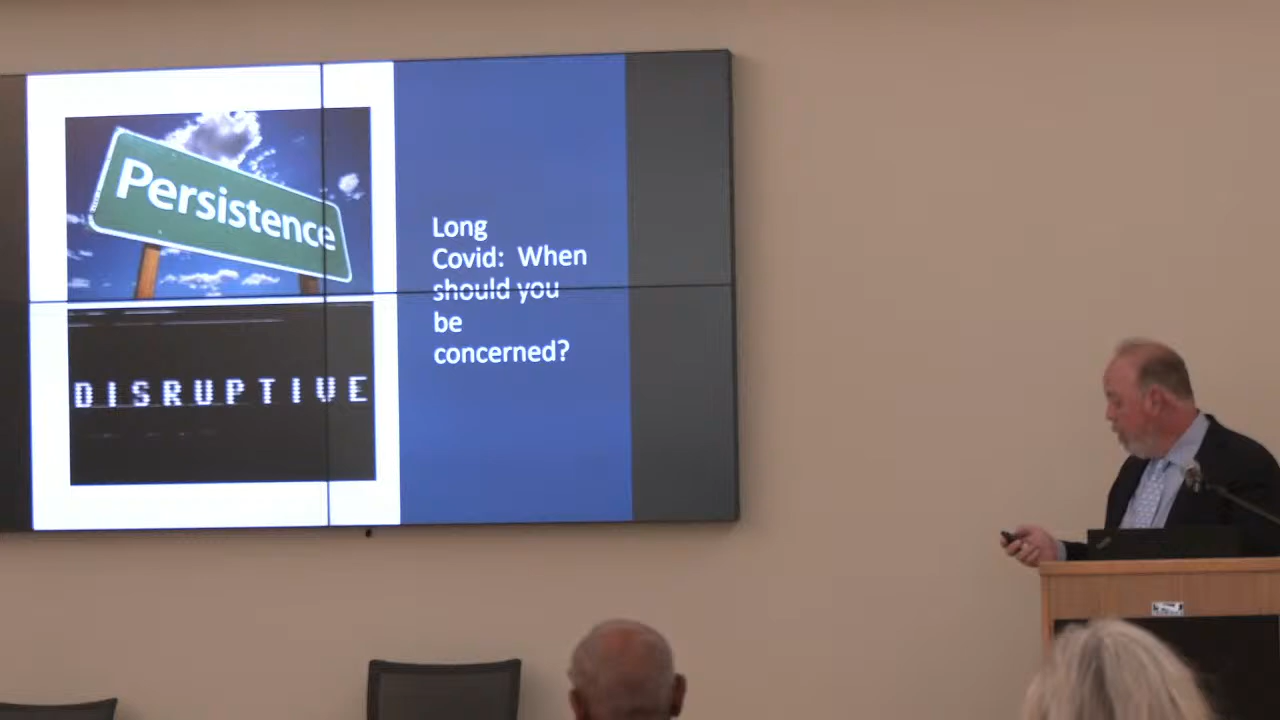 Persistence
DISRUPTIVE
Long
Covid: When
should you
be
concerned?